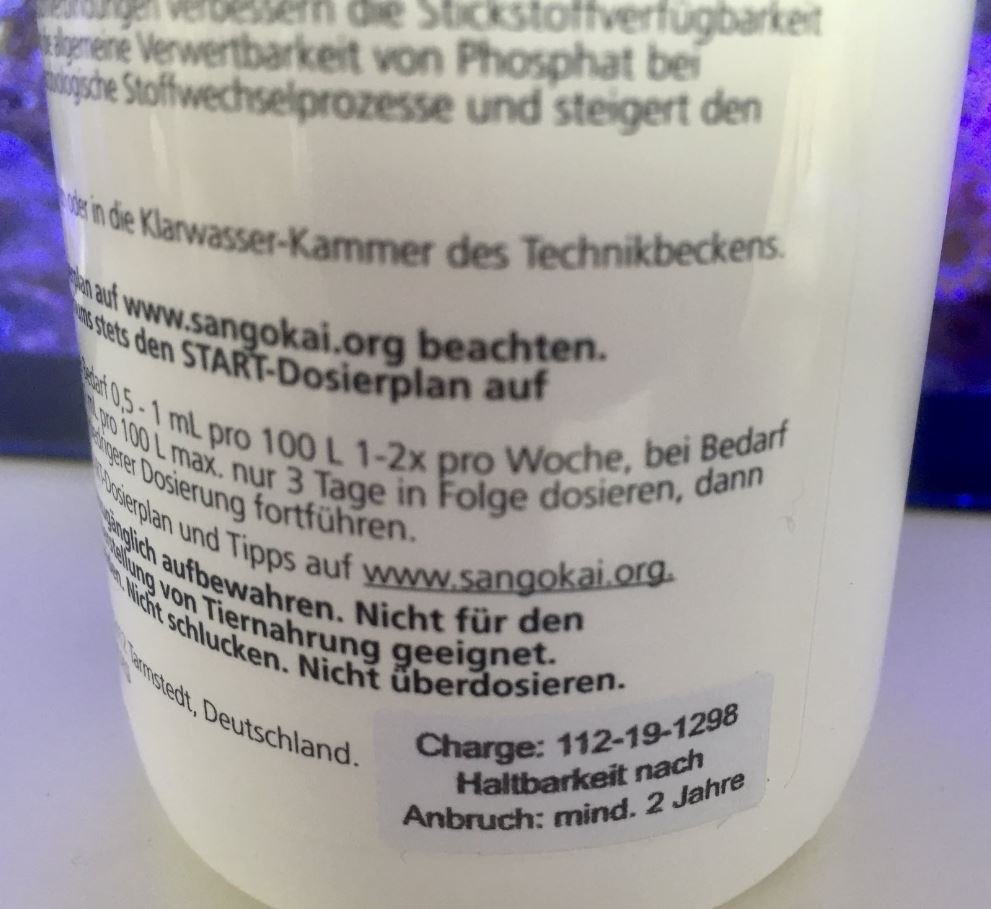 verbessern die Stickstoffverfügbarkeit
algemeine Verwertbarkeit von Phosphat bei
Stoffwechselprozesse und steigert den
oder in die Klarwasser-Kammer des Technikbeckens.
auf www.sangokai.org beachten.
stets den START-Dosierplan auf
0,5 - 1 mL pro 100 L 1-2x pro Woche, bei Bedarf
pro 100 L max. nur 3 Tage in Folge dosieren, dann
Dosierung fortführen.
Dosierplan und Tipps auf www.sangokai.org.
aufbewahren. Nicht für den
von Tiernahrung geeignet.
Nicht schlucken. Nicht überdosieren.
Tarmstedt, Deutschland.
Charge: 112-19-1298
Haltbarkeit nach
Anbruch: mind. 2 Jahre